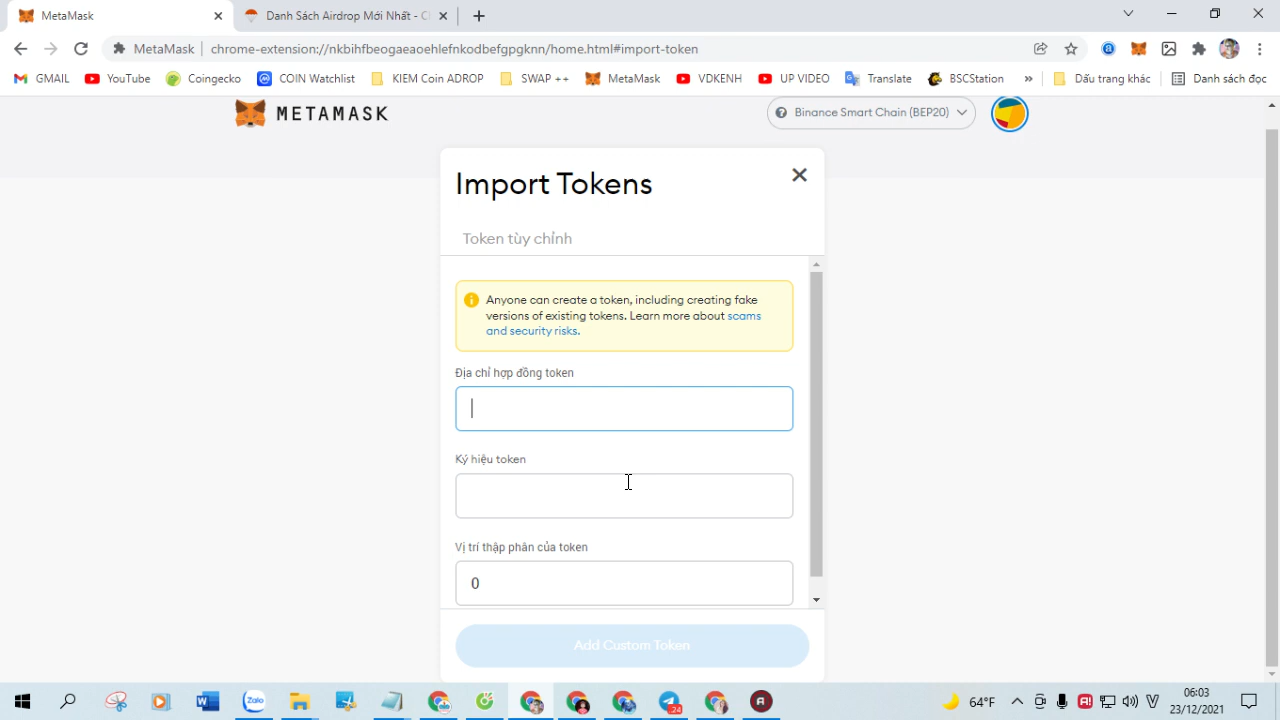 MetaMask
Danh Sách Airdrop Mới Nhất - C
MetaMask
chrome-extension://nkbihfbeogaeaoehlefnkodbefgpgknn/home.html#import-token
GMAIL
YouTube
Coingecko
COIN Watchlist
KIEM Coin ADROP
SWAP ++
MetaMask
VDKENH
UP VIDEO
Translate
BSCStation
»
Dấu trang khác
Danh sách đọc
METAMASK
Binance Smart Chain (BEP20)
Import Tokens
Token tùy chỉnh
Anyone can create a token, including creating fake
versions of existing tokens. Learn more about scams
and security risks.
Địa chỉ hợp đồng token
Ký hiệu token
Vị trí thập phân của token
0
Add Custom Token
Zalo
24
64°F
06:03
23/12/2021